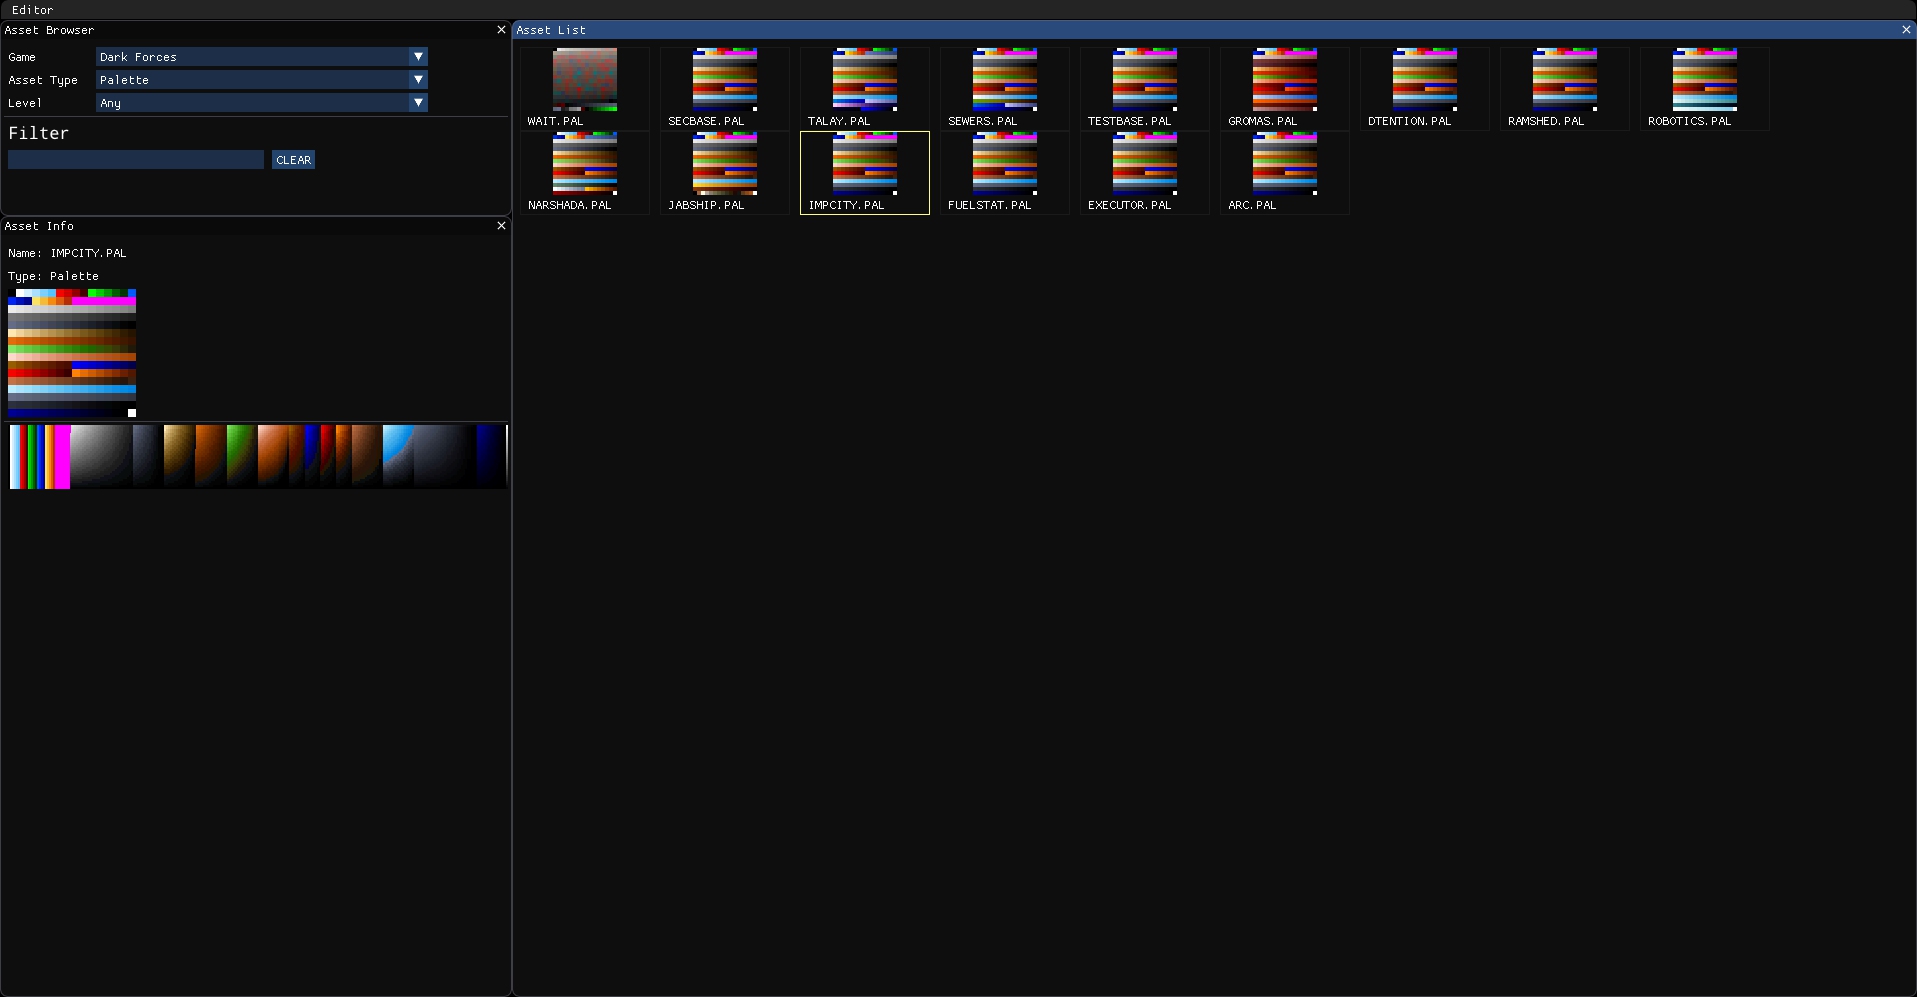 Editor
Asset Browser
Game Dark Forces
Asset Type Palette
Level Any
Filter
CLEAR
Asset Info
Name: IMPCITY.PAL
Type: Palette
Asset List
WAIT.PAL SECBASE.PAL TALAY.PAL SEWERS.PAL TESTBASE.PAL GROMAS.PAL DTENTION.PAL RAMSHED.PAL ROBOTICS.PAL
NARSHADA.PAL JABSHIP.PAL IMPCITY.PAL FUELSTAT.PAL EXECUTOR.PAL ARC.PAL